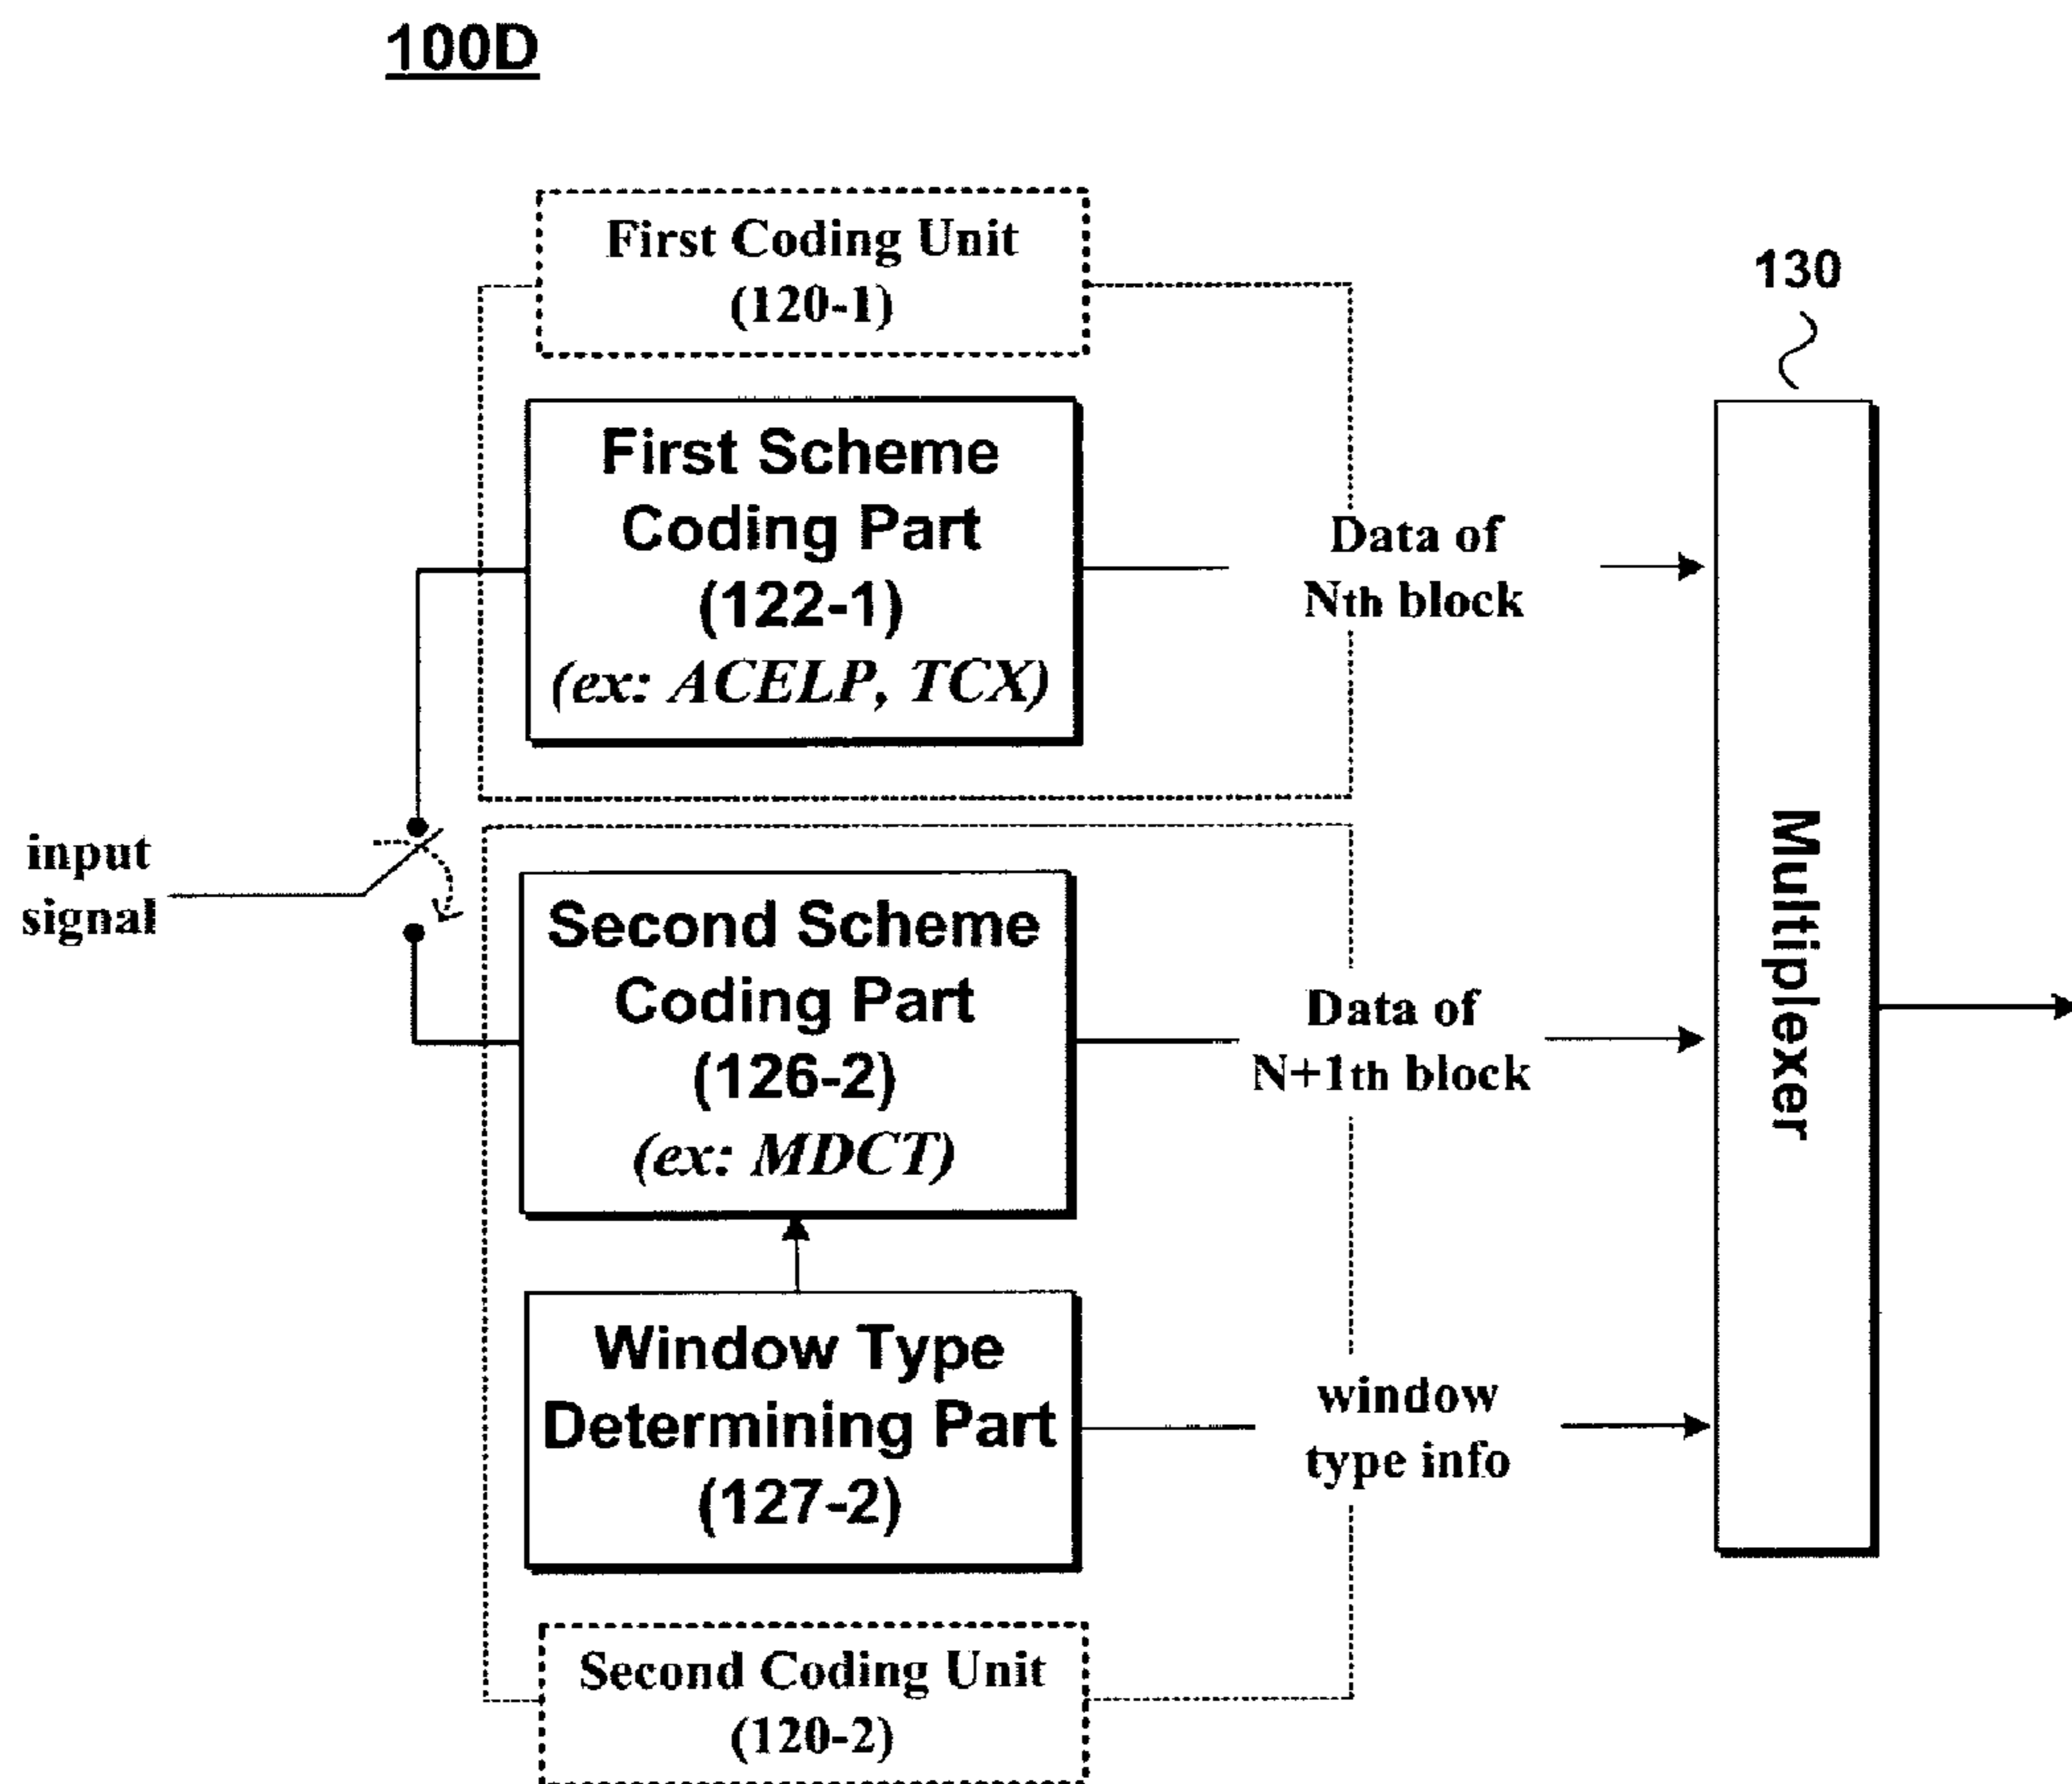 100D
First Coding Unit
(120-1)
130
First Scheme
Coding Part
(122-1)
(ex: ACELP, TCX)
Data of
Nth block
input
signal
Second Scheme
Coding Part
(126-2)
(ex: MDCT)
Data of
N+1th block
Multiplexer
Window Type
Determining Part
(127-2)
window
type info
Second Coding Unit
(120-2)